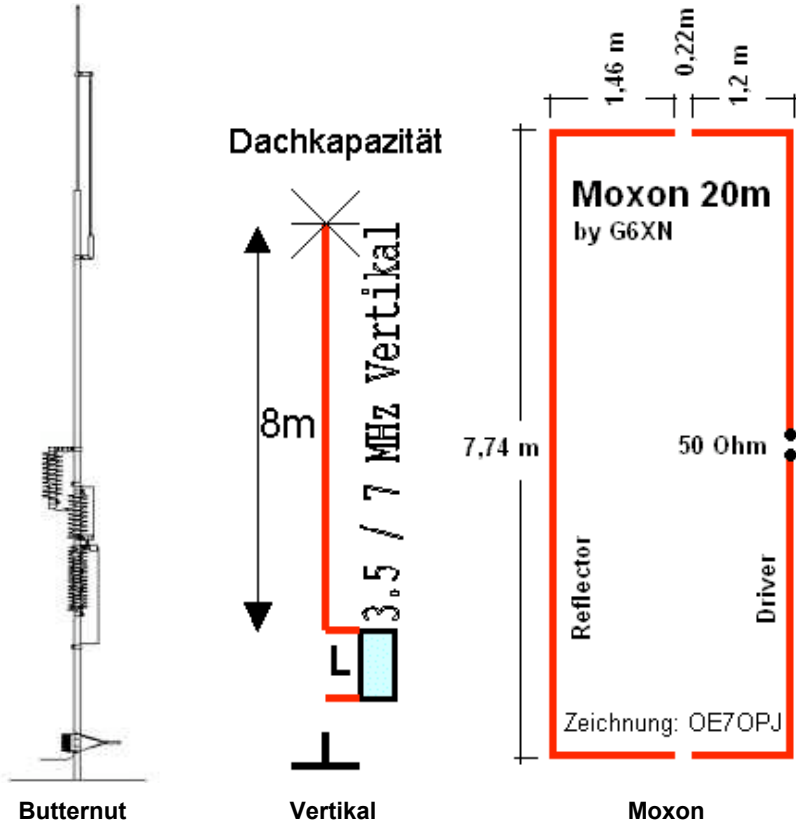 Dachkapazität
8m
3.5 / 7 MHz Vertikal
L
1,46 m
0,22m
1,2 m
Moxon 20m
by G6XN
7,74 m
50 Ohm
Reflector
Driver
Zeichnung: OE7OPJ
Butternut
Vertikal
Moxon